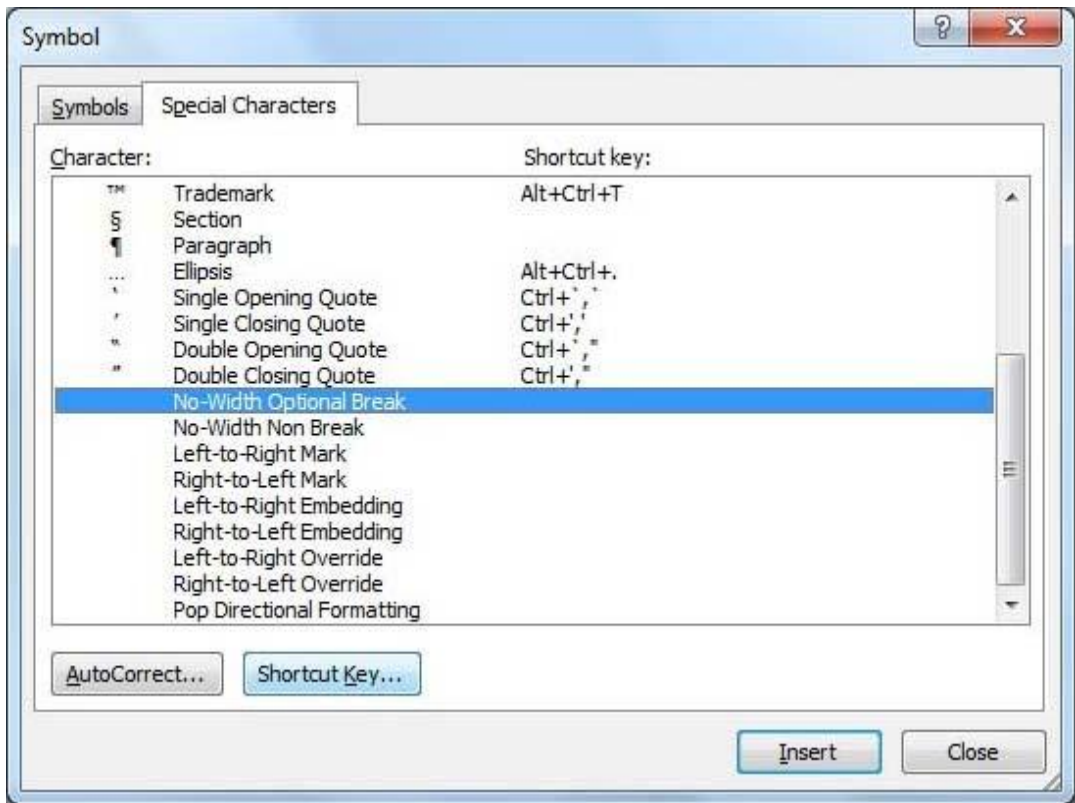 Symbol
Symbols Special Characters
Character: Shortcut key:
™ Trademark Alt+Ctrl+T
§ Section
¶ Paragraph
… Ellipsis Alt+Ctrl+.
‘ Single Opening Quote Ctrl+`,`
’ Single Closing Quote Ctrl+','
“ Double Opening Quote Ctrl+`,"
” Double Closing Quote Ctrl+',"
No-Width Optional Break
No-Width Non Break
Left-to-Right Mark
Right-to-Left Mark
Left-to-Right Embedding
Right-to-Left Embedding
Left-to-Right Override
Right-to-Left Override
Pop Directional Formatting
AutoCorrect... Shortcut Key...
Insert Close